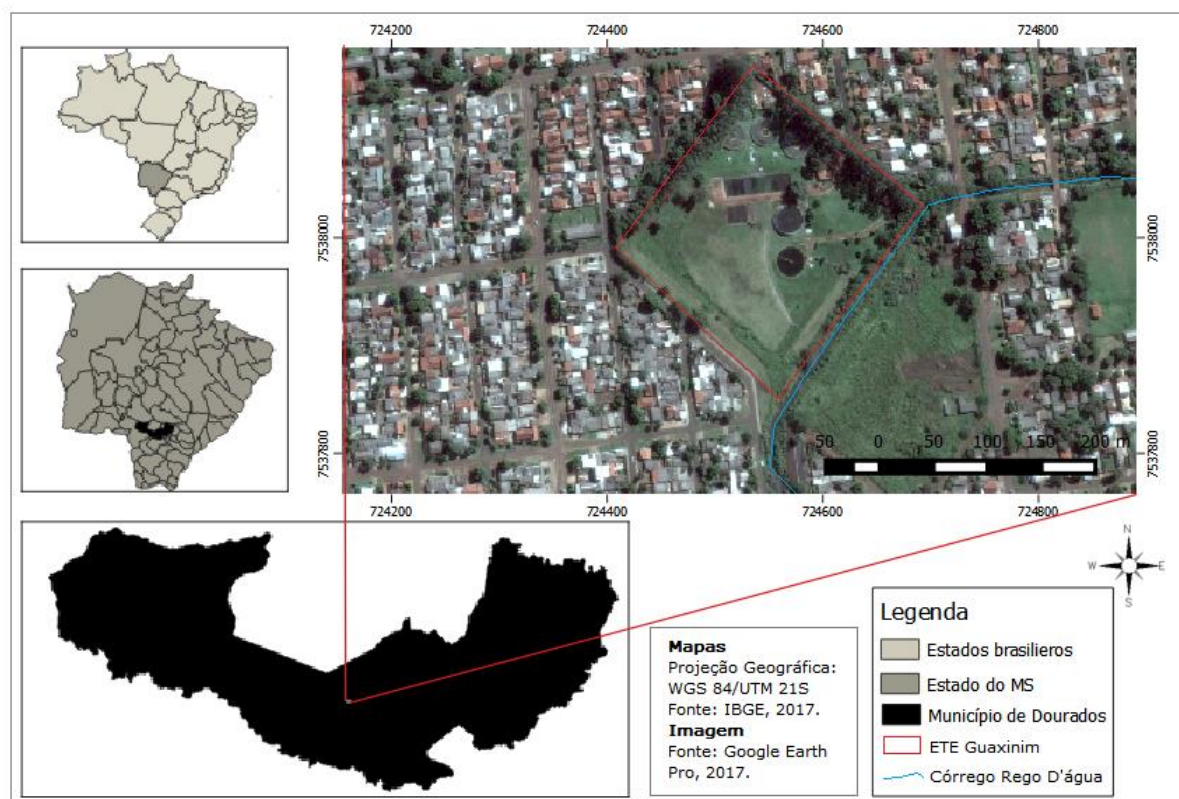 724200 724400 724600 724800
7538000 7538000
7537800 7537800
50 0 50 100 150 200 m
724200 724400 724600 724800
N
W E
S
Mapas
Projeção Geográfica:
WGS 84/UTM 21S
Fonte: IBGE, 2017.
Imagem
Fonte: Google Earth
Pro, 2017.
Legenda
Estados brasilieros
Estado do MS
Município de Dourados
ETE Guaxinim
Córrego Rego D'água